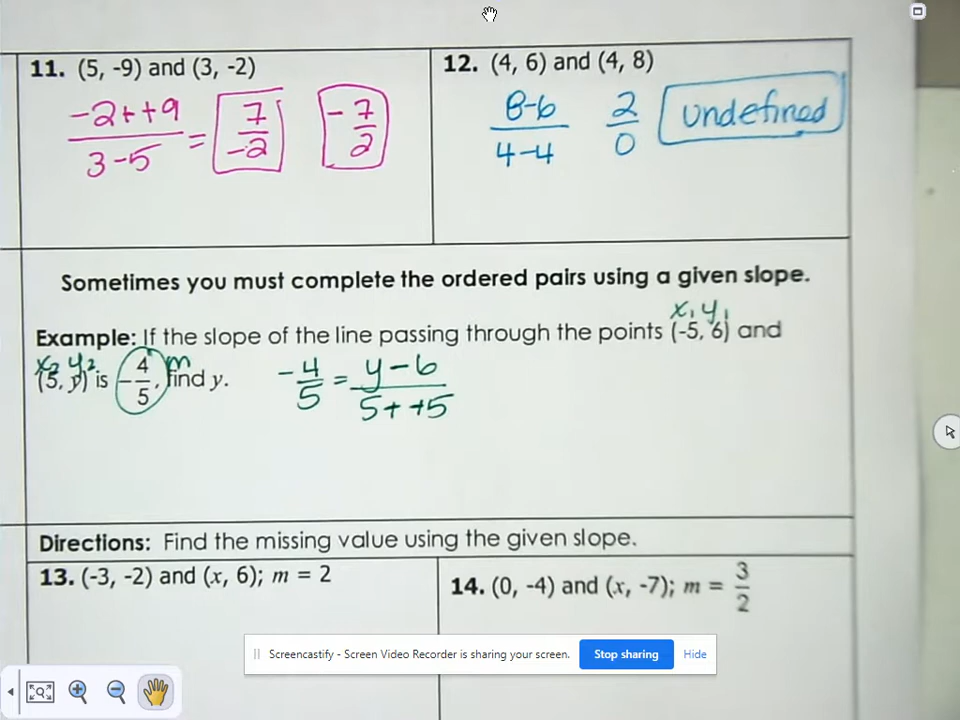 11. (5, -9) and (3, -2)
-2++9
3-5
=
7
-2
-7
2
12. (4, 6) and (4, 8)
8-6
4-4
2
0
undefined
Sometimes you must complete the ordered pairs using a given slope.
x₁ y₁
Example: If the slope of the line passing through the points (-5, 6) and
x₂ y₂ m
(5, y) is -4/5, find y.
-4/5 = y-6
5++5
Directions: Find the missing value using the given slope.
13. (-3, -2) and (x, 6); m = 2
14. (0, -4) and (x, -7); m = 3/2
Screencastify - Screen Video Recorder is sharing your screen. Stop sharing Hide